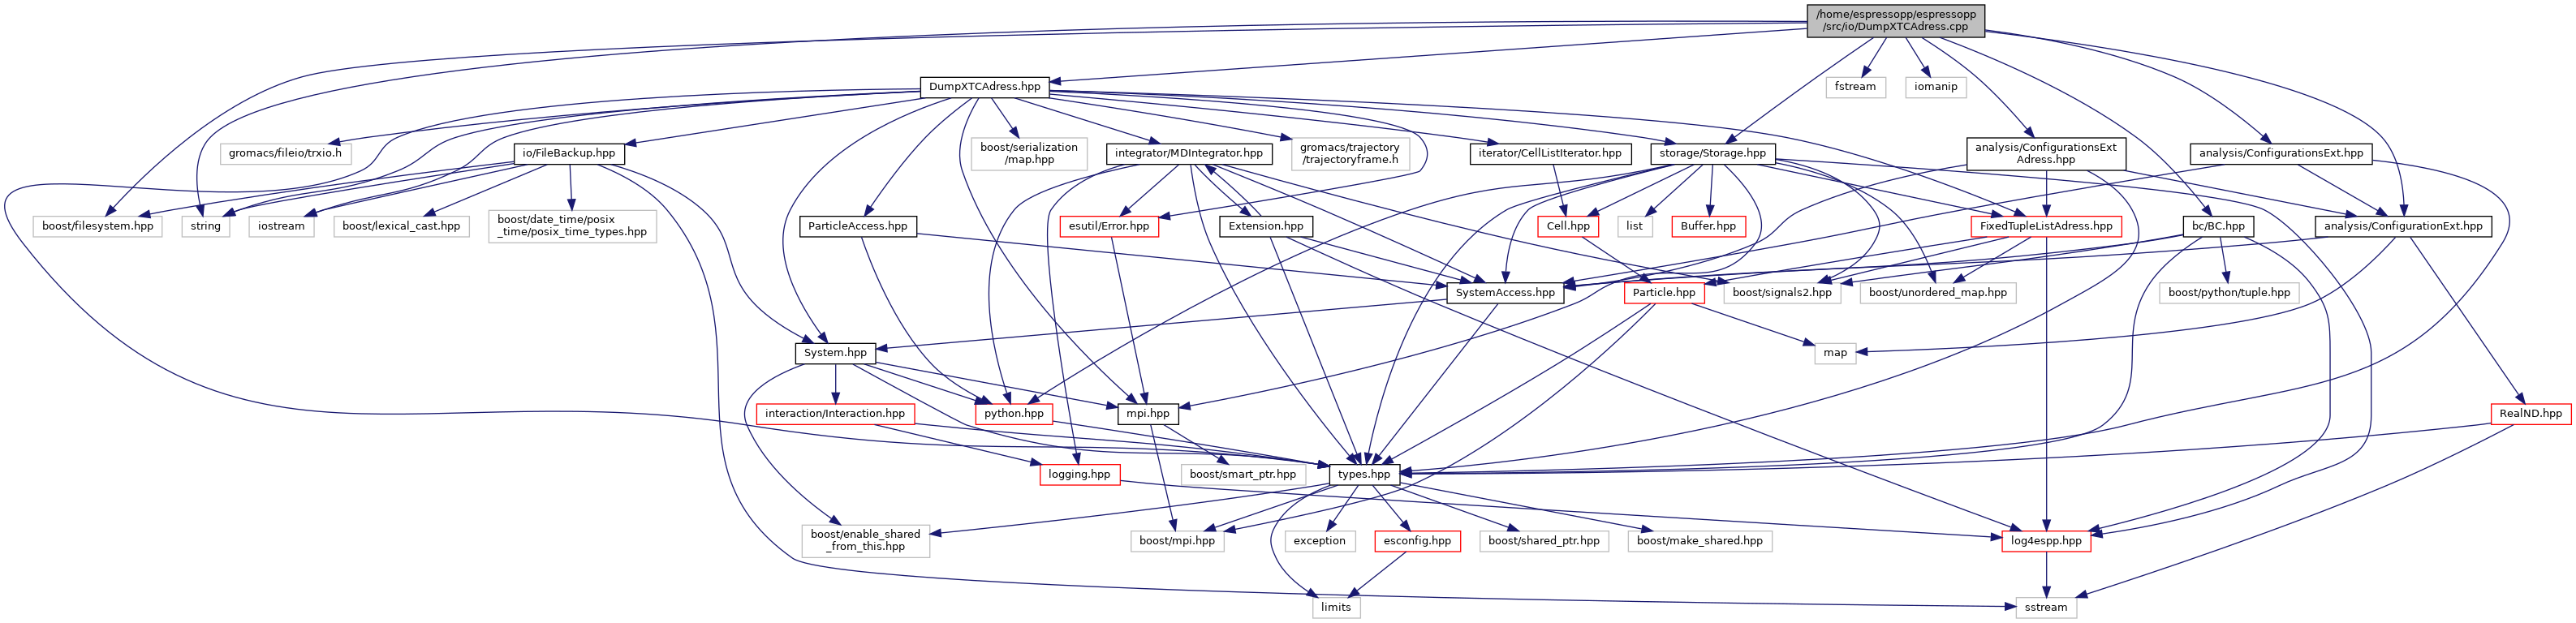 /home/espressopp/espressopp
/src/io/DumpXTCAdress.cpp
DumpXTCAdress.hpp
fstream
iomanip
gromacs/fileio/trxio.h
io/FileBackup.hpp
boost/serialization
/map.hpp
integrator/MDIntegrator.hpp
gromacs/trajectory
/trajectoryframe.h
iterator/CellListIterator.hpp
storage/Storage.hpp
analysis/ConfigurationsExt
Adress.hpp
analysis/ConfigurationsExt.hpp
boost/filesystem.hpp
string
iostream
boost/lexical_cast.hpp
boost/date_time/posix
_time/posix_time_types.hpp
ParticleAccess.hpp
esutil/Error.hpp
Extension.hpp
Cell.hpp
list
Buffer.hpp
FixedTupleListAdress.hpp
bc/BC.hpp
analysis/ConfigurationExt.hpp
SystemAccess.hpp
Particle.hpp
boost/signals2.hpp
boost/unordered_map.hpp
boost/python/tuple.hpp
System.hpp
map
interaction/Interaction.hpp
python.hpp
mpi.hpp
RealND.hpp
logging.hpp
boost/smart_ptr.hpp
types.hpp
boost/enable_shared
_from_this.hpp
boost/mpi.hpp
exception
esconfig.hpp
boost/shared_ptr.hpp
boost/make_shared.hpp
log4espp.hpp
limits
sstream